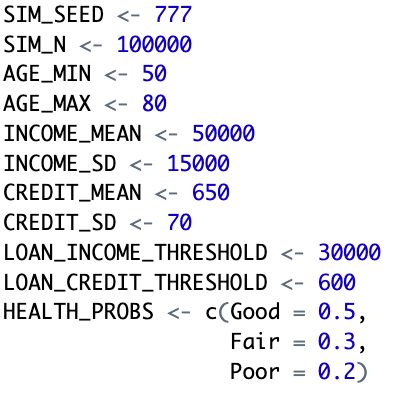 SIM_SEED <- 777
SIM_N <- 100000
AGE_MIN <- 50
AGE_MAX <- 80
INCOME_MEAN <- 50000
INCOME_SD <- 15000
CREDIT_MEAN <- 650
CREDIT_SD <- 70
LOAN_INCOME_THRESHOLD <- 30000
LOAN_CREDIT_THRESHOLD <- 600
HEALTH_PROBS <- c(Good = 0.5,
                  Fair = 0.3,
                  Poor = 0.2)